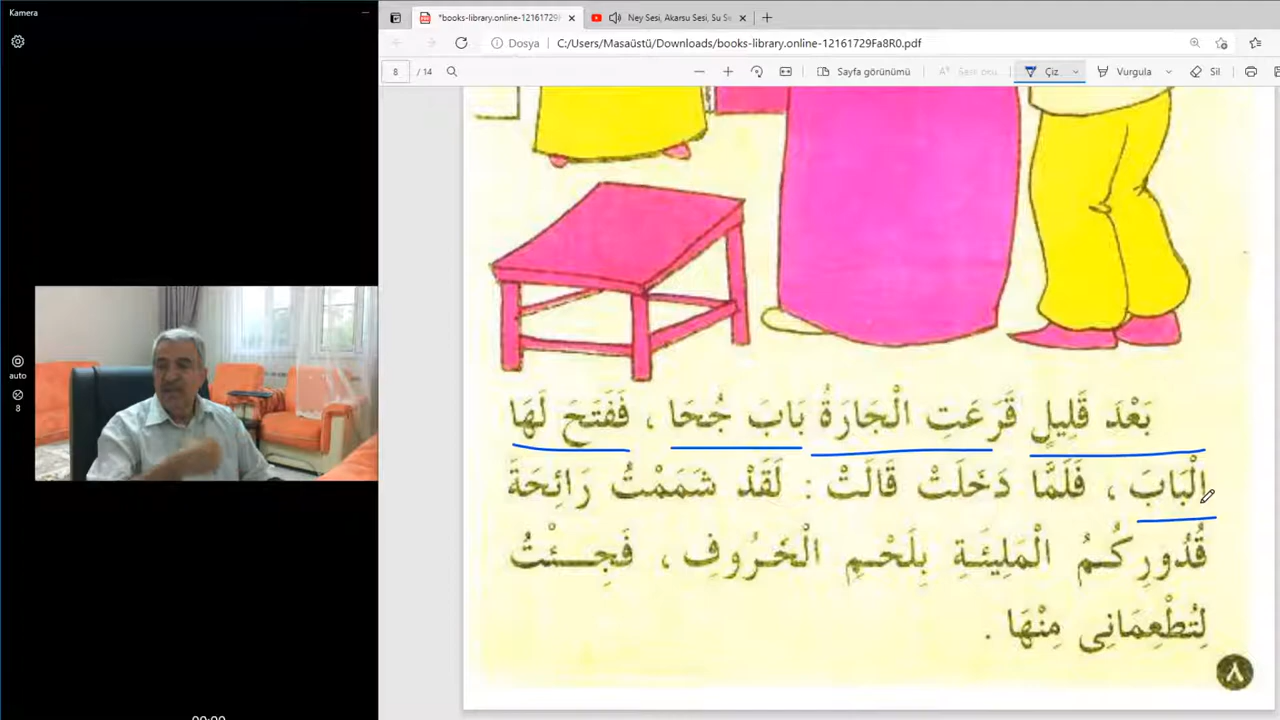 Kamera
*books-library.online-12161729F
Ney Sesi, Akarsu Sesi, Su S
Dosya
C:/Users/Masaüstü/Downloads/books-library.online-12161729Fa8R0.pdf
8 / 14
Sayfa görünümü
Çiz
Vurgula
Sil
auto
8
بَعْدَ قَلِيلٍ قَرَعَتِ الْجَارَةُ بَابَ جُحَا ، فَفَتَحَ لَهَا
الْبَابَ ، فَلَمَّا دَخَلَتْ قَالَتْ : لَقَدْ شَمَمْتُ رَائِحَةَ
قُدُورِكُمُ الْمَلِيئَةِ بِلَحْمِ الْخَرُوفِ ، فَجِئْتُ
لِتُطْعِمَانِى مِنْهَا .
٨